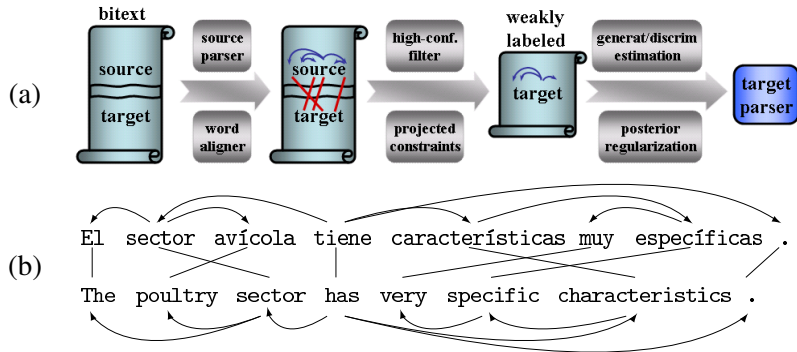 (a)
bitext
source
target
source
parser
word
aligner
source
target
high-conf.
filter
projected
constraints
weakly
labeled
target
generat/discrim
estimation
posterior
regularization
target
parser
(b)
El sector avícola tiene características muy específicas .
The poultry sector has very specific characteristics .